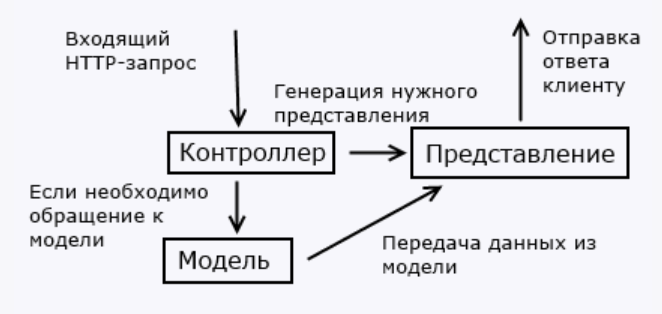 Входящий
HTTP-запрос
Отправка
ответа
клиенту
Генерация нужного
представления
Контроллер
Представление
Если необходимо
обращение к
модели
Модель
Передача данных из
модели